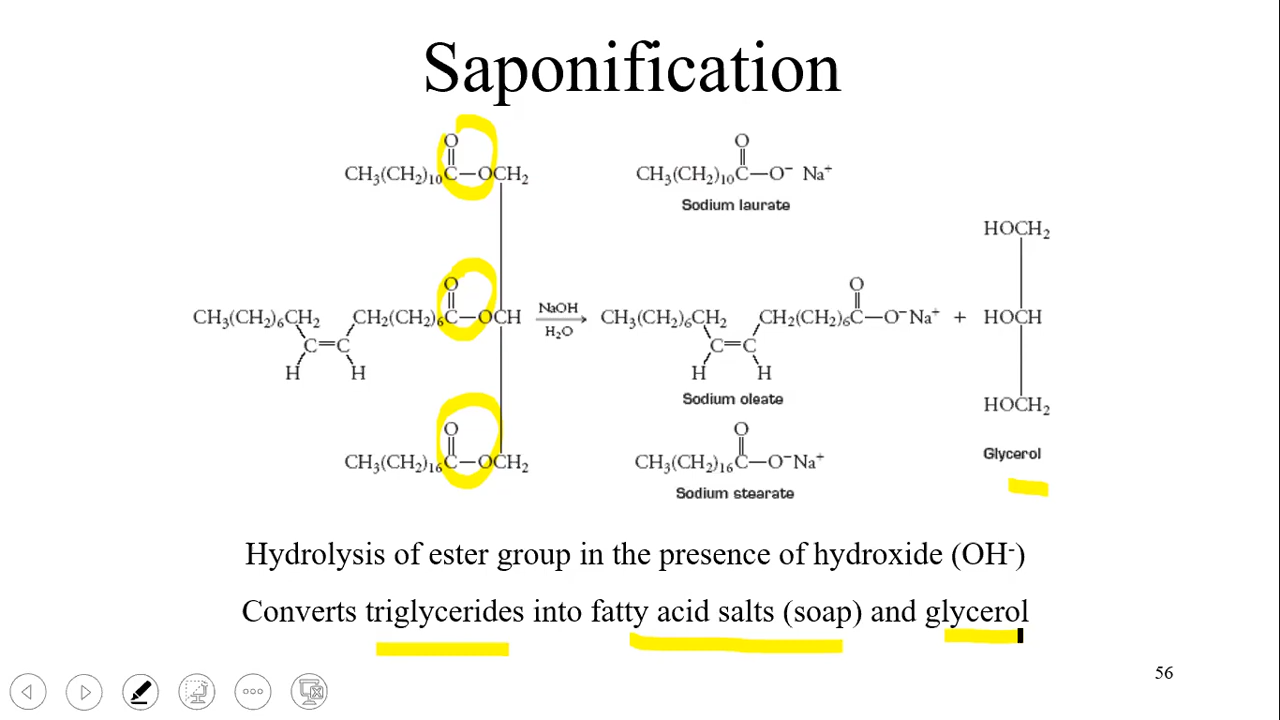 Saponification
O
O
CH₃(CH₂)₁₀C—OCH₂
CH₃(CH₂)₁₀C—O⁻ Na⁺
Sodium laurate
HOCH₂
O
O
CH₃(CH₂)₆CH₂ CH₂(CH₂)₆C—OCH
NaOH
H₂O
CH₃(CH₂)₆CH₂ CH₂(CH₂)₆C—O⁻Na⁺ + HOCH
C=C
C=C
H H
H H
Sodium oleate
HOCH₂
O
O
CH₃(CH₂)₁₆C—OCH₂
CH₃(CH₂)₁₆C—O⁻Na⁺
Glycerol
Sodium stearate
Hydrolysis of ester group in the presence of hydroxide (OH⁻)
Converts triglycerides into fatty acid salts (soap) and glycerol
56